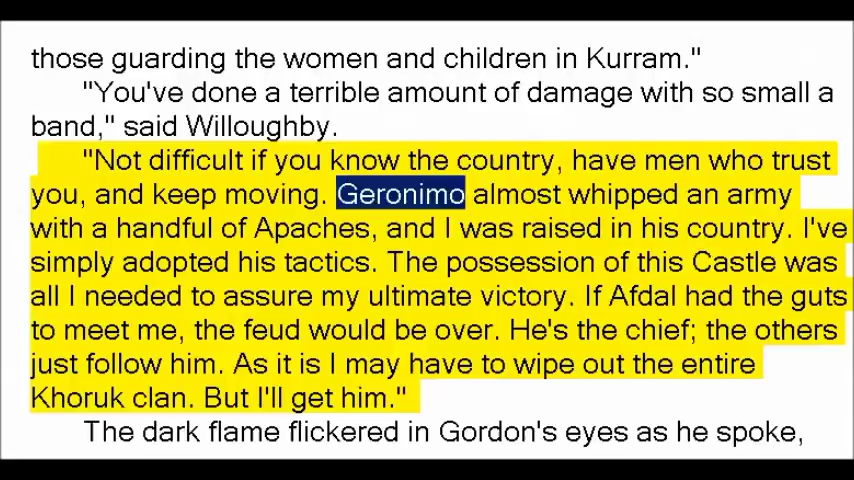 those guarding the women and children in Kurram."
"You've done a terrible amount of damage with so small a
band," said Willoughby.
"Not difficult if you know the country, have men who trust
you, and keep moving. Geronimo almost whipped an army
with a handful of Apaches, and I was raised in his country. I've
simply adopted his tactics. The possession of this Castle was
all I needed to assure my ultimate victory. If Afdal had the guts
to meet me, the feud would be over. He's the chief; the others
just follow him. As it is I may have to wipe out the entire
Khoruk clan. But I'll get him."
The dark flame flickered in Gordon's eyes as he spoke,